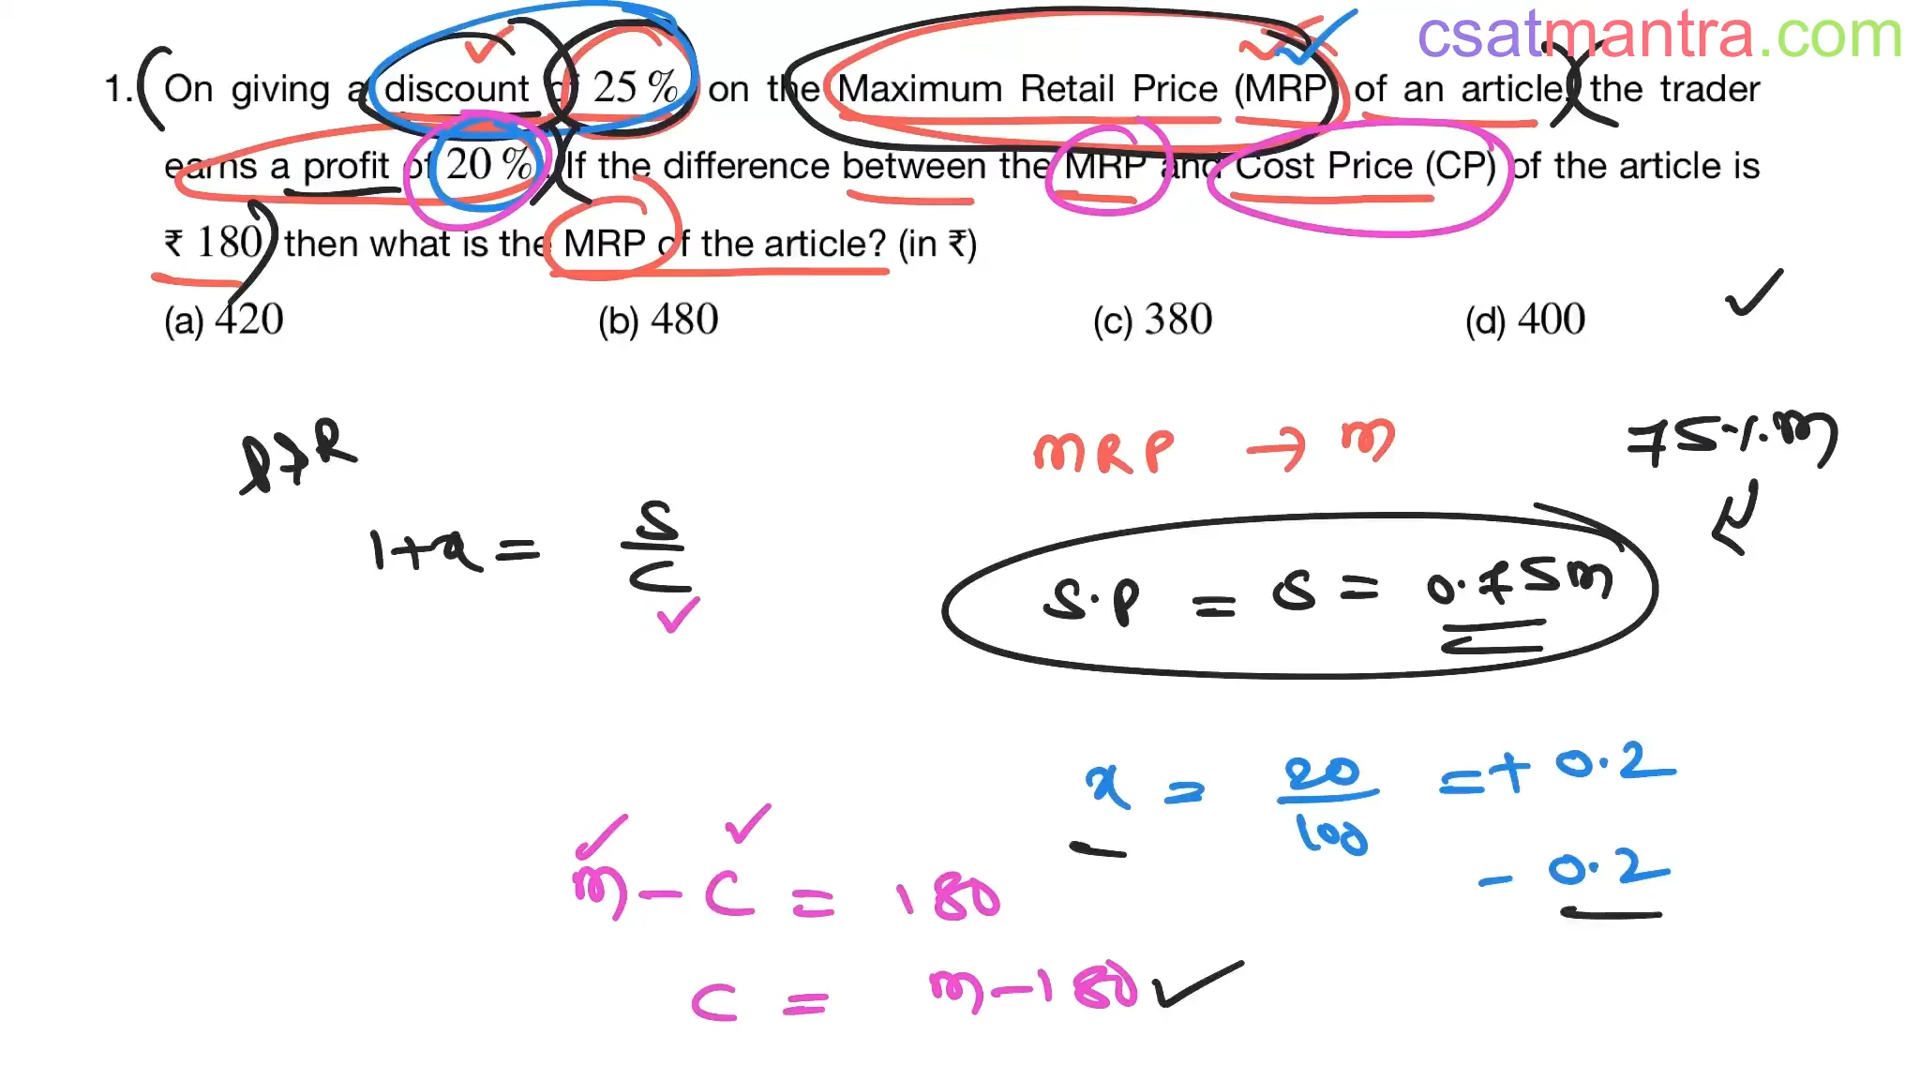 csatmantra.com
1. On giving a discount of 25 % on the Maximum Retail Price (MRP) of an article, the trader
earns a profit of 20 %. If the difference between the MRP and Cost Price (CP) of the article is
₹ 180, then what is the MRP of the article? (in ₹)
(a) 420 (b) 480 (c) 380 (d) 400
MRP → m
75%.m
1+x = S/C
S.P = S = 0.75m
x = 20/100 = + 0.2
- 0.2
m - C = 180
C = m - 180